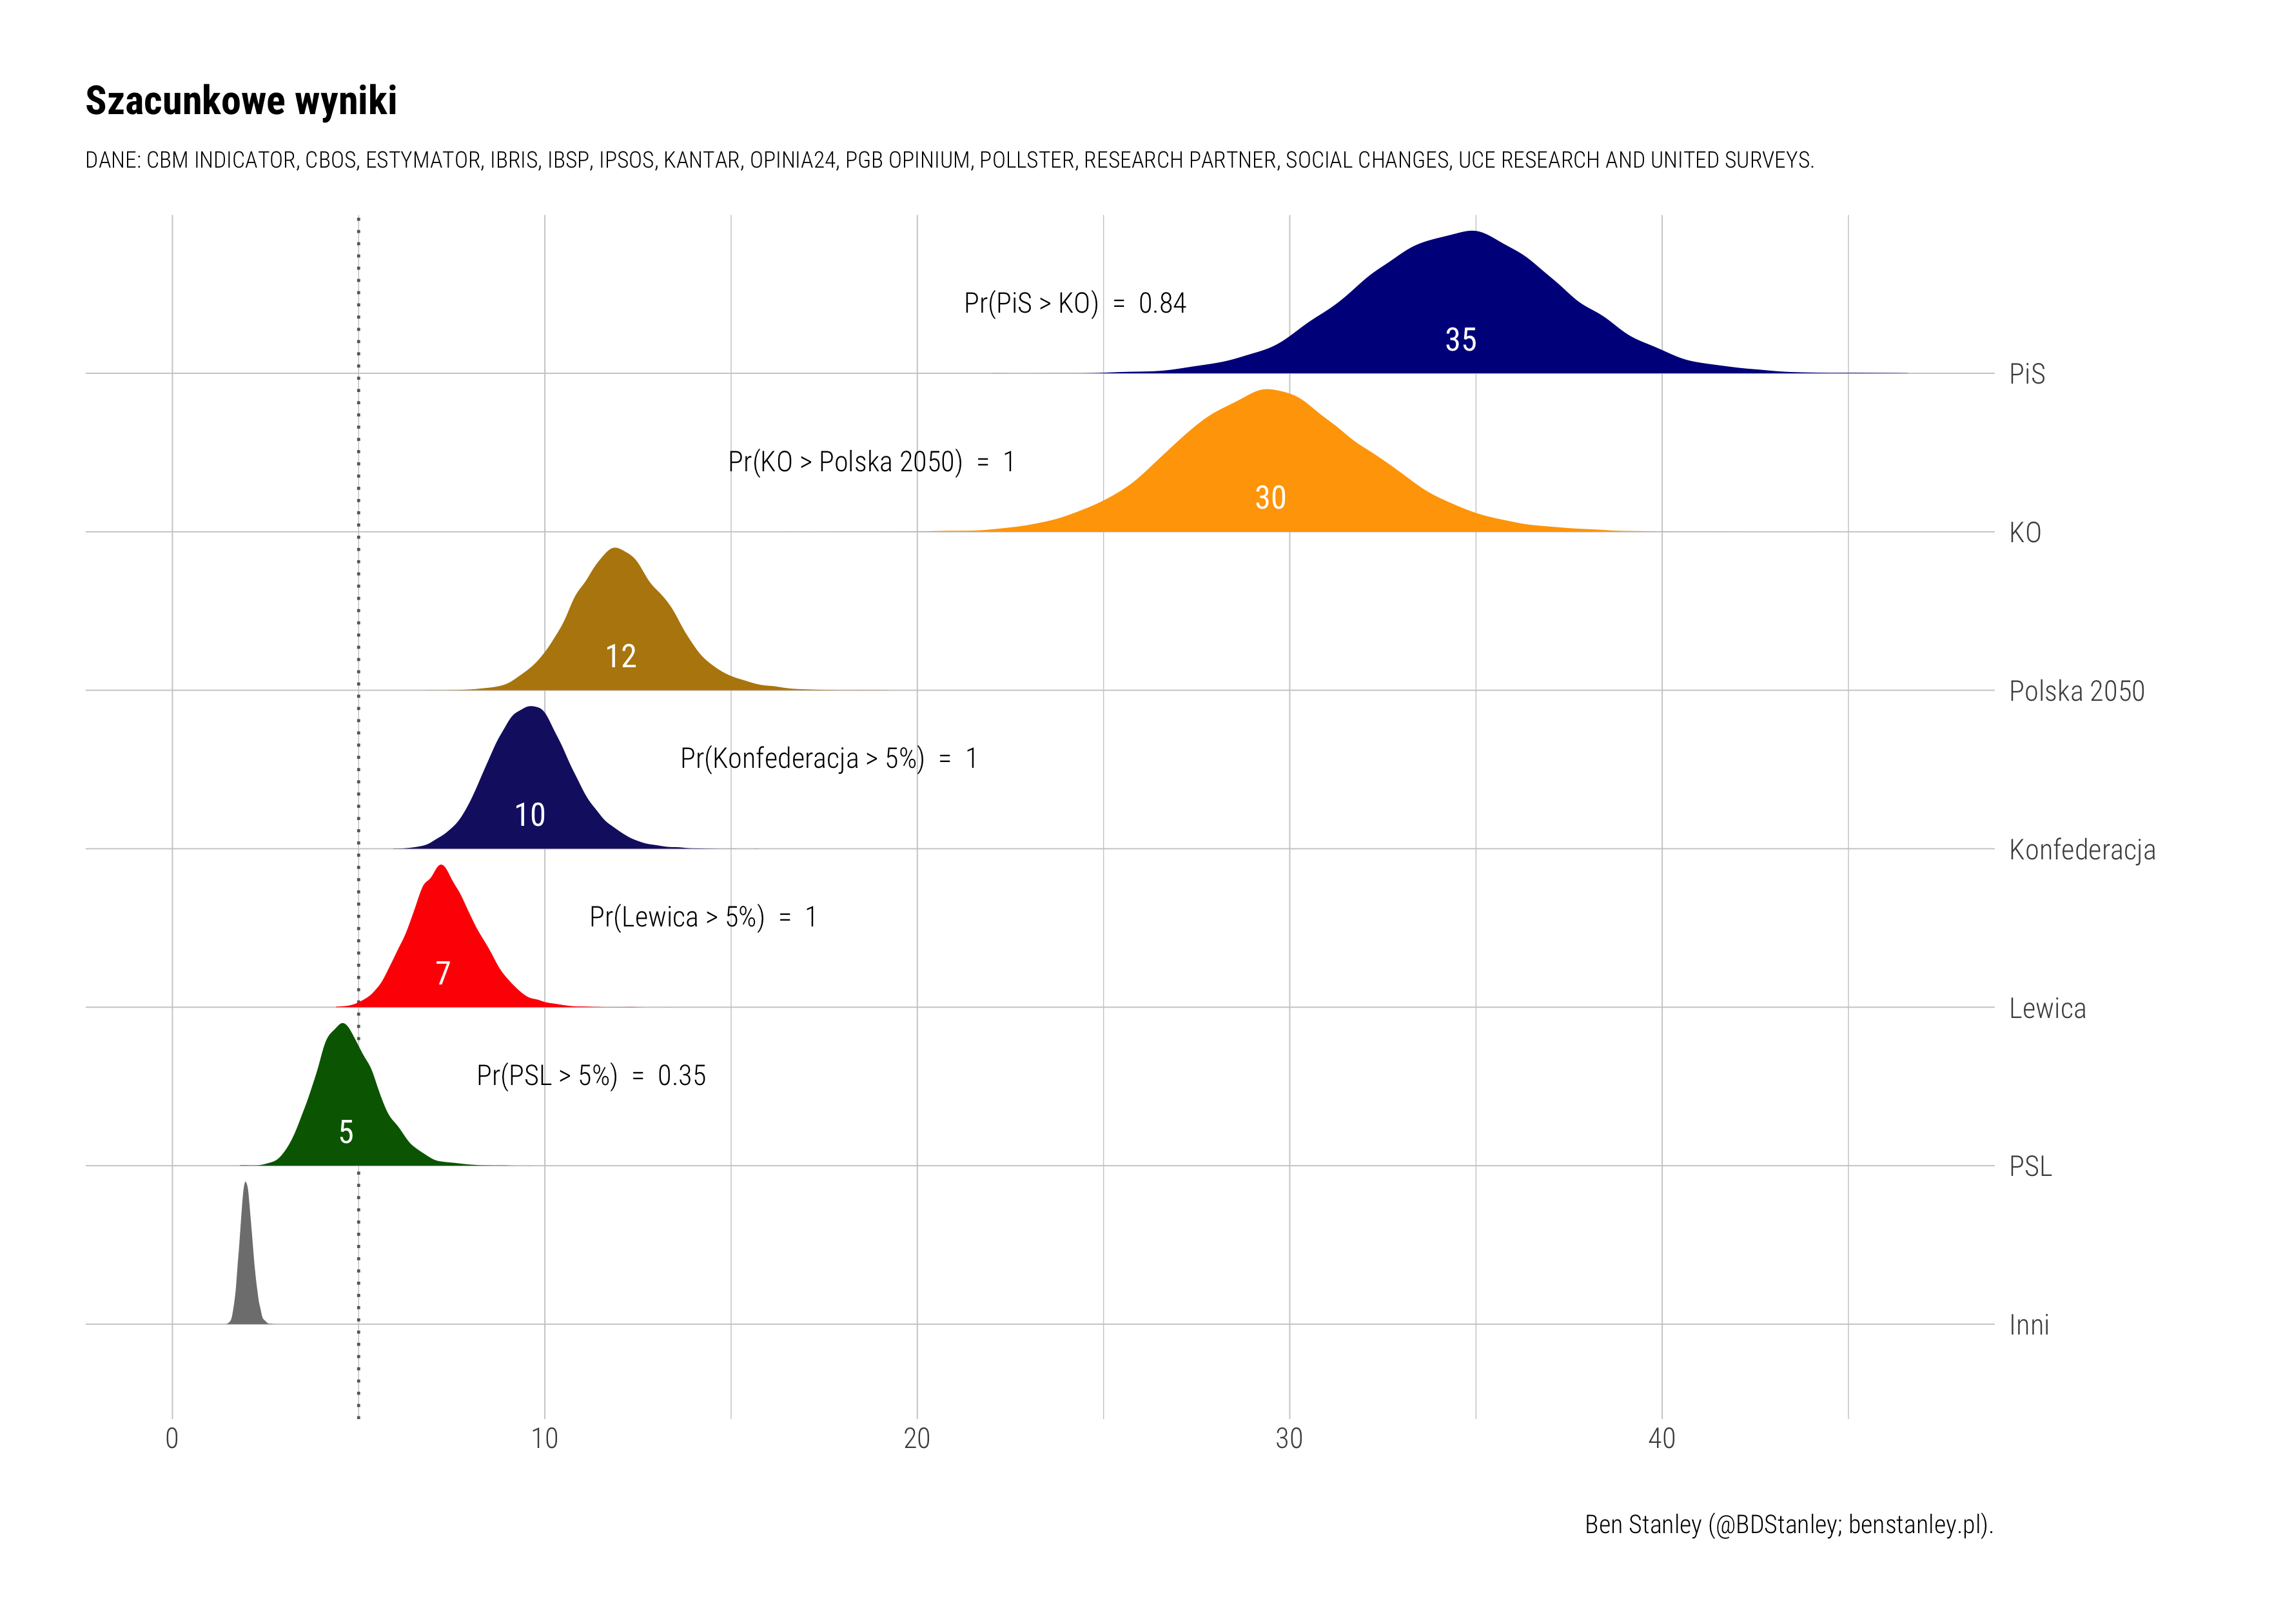 Szacunkowe wyniki
DANE: CBM INDICATOR, CBOS, ESTYMATOR, IBRIS, IBSP, IPSOS, KANTAR, OPINIA24, PGB OPINIUM, POLLSTER, RESEARCH PARTNER, SOCIAL CHANGES, UCE RESEARCH AND UNITED SURVEYS.
Pr(PiS > KO) = 0.84
35
PiS
Pr(KO > Polska 2050) = 1
30
KO
12
Polska 2050
Pr(Konfederacja > 5%) = 1
10
Konfederacja
Pr(Lewica > 5%) = 1
7
Lewica
Pr(PSL > 5%) = 0.35
5
PSL
Inni
0 10 20 30 40
Ben Stanley (@BDStanley; benstanley.pl).